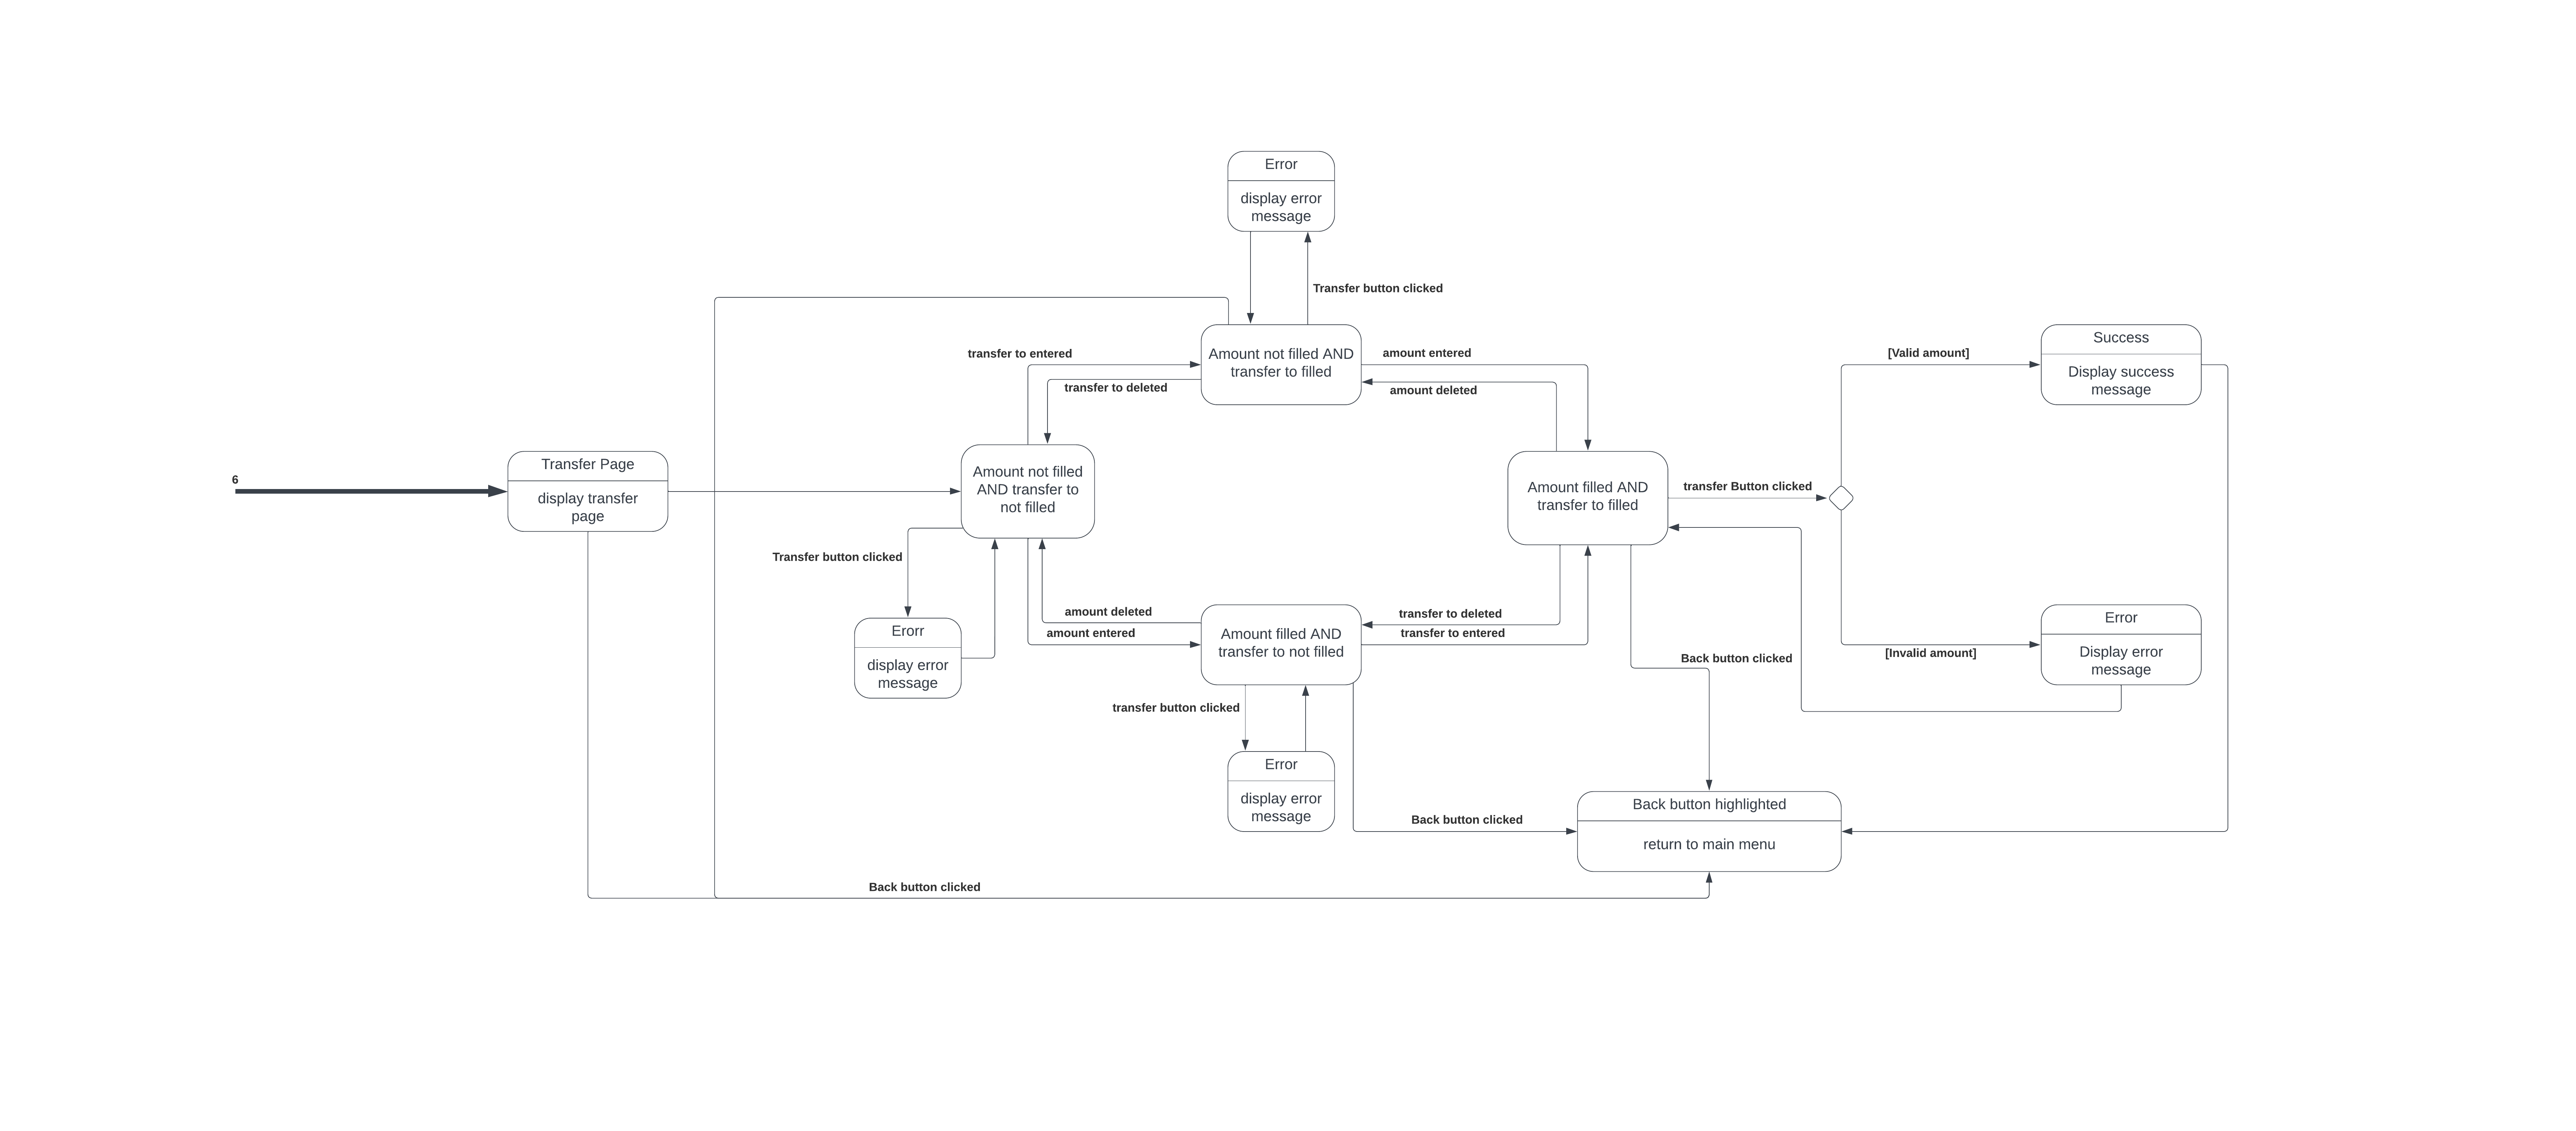 Error
display error
message
Transfer button clicked
transfer to entered
Amount not filled AND
transfer to filled
amount entered
transfer to deleted
amount deleted
[Valid amount]
Success
Display success
message
6
Transfer Page
display transfer
page
Amount not filled
AND transfer to
not filled
Amount filled AND
transfer to filled
transfer Button clicked
Transfer button clicked
Erorr
display error
message
amount deleted
amount entered
Amount filled AND
transfer to not filled
transfer to deleted
transfer to entered
Back button clicked
[Invalid amount]
Error
Display error
message
transfer button clicked
Error
display error
message
Back button clicked
Back button highlighted
return to main menu
Back button clicked